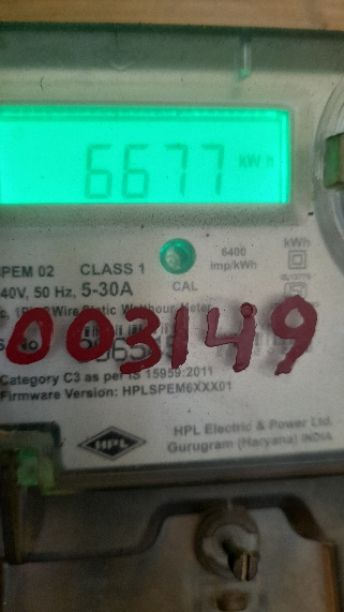 6677 kWh
kWh
6400
imp/kWh
PEM 02 CLASS 1
CAL
40V, 50 Hz, 5-30A
003149
Category C3 as per IS 15959:2011
Firmware Version: HPLSPEM6XXX01
HPL
HPL Electric & Power Ltd.
Gurugram (Haryana) INDIA